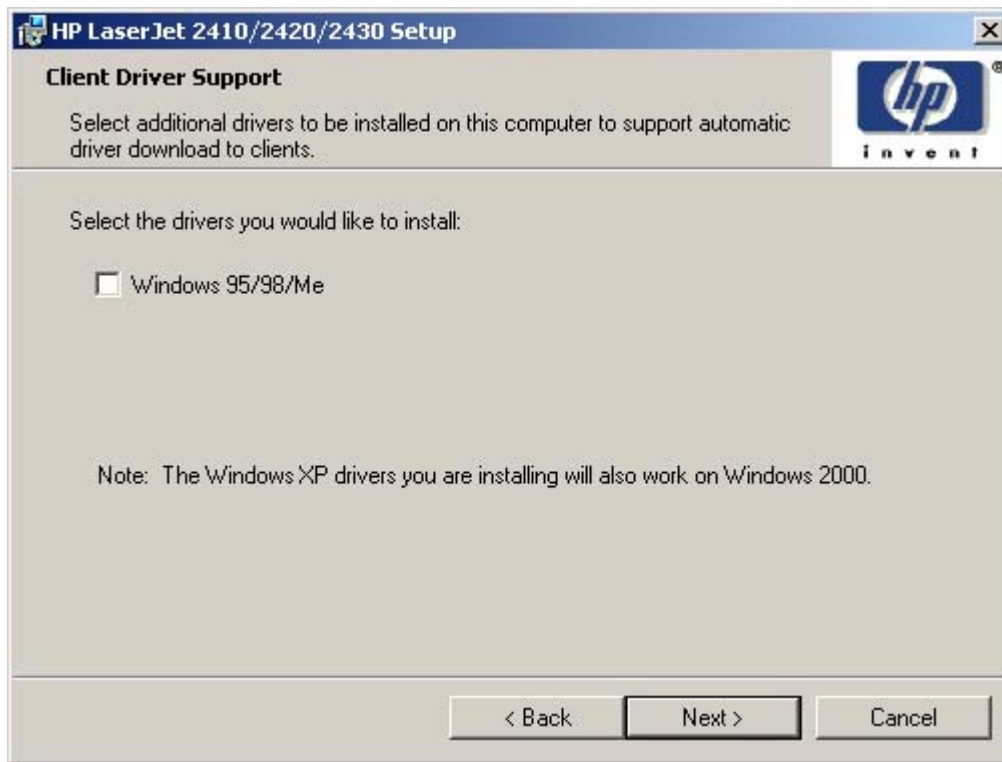 HP LaserJet 2410/2420/2430 Setup
Client Driver Support
Select additional drivers to be installed on this computer to support automatic
driver download to clients.
hp
®
invent
Select the drivers you would like to install:
Windows 95/98/Me
Note: The Windows XP drivers you are installing will also work on Windows 2000.
< Back
Next >
Cancel